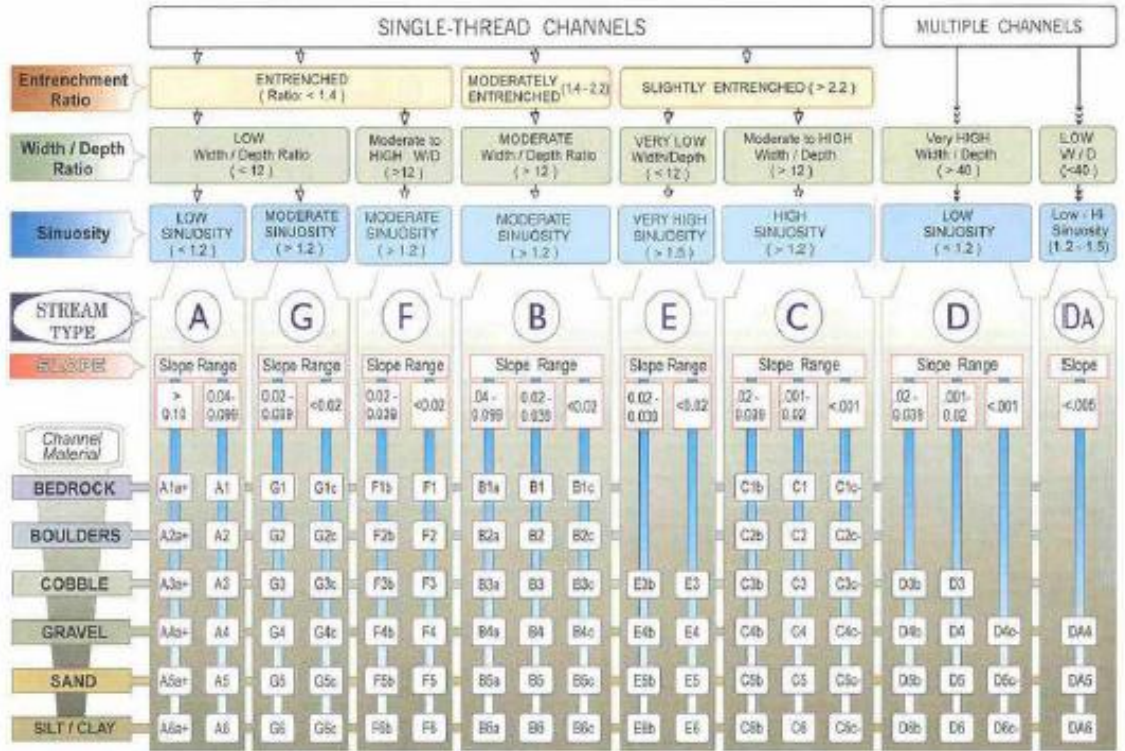 SINGLE-THREAD CHANNELS
MULTIPLE CHANNELS
Entrenchment
Ratio
ENTRENCHED
( Ratio: < 1.4 )
MODERATELY
ENTRENCHED (1.4 - 2.2)
SLIGHTLY ENTRENCHED ( > 2.2 )
Width / Depth
Ratio
LOW
Width / Depth Ratio
( < 12 )
Moderate to
HIGH W/D
( >12 )
MODERATE
Width / Depth Ratio
( > 12 )
VERY LOW
Width/Depth
( < 12 )
Moderate to HIGH
Width / Depth
( > 12 )
Very HIGH
Width / Depth
( > 40 )
LOW
W / D
(<40)
Sinuosity
LOW
SINUOSITY
( < 1.2 )
MODERATE
SINUOSITY
( > 1.2 )
MODERATE
SINUOSITY
( > 1.2 )
MODERATE
SINUOSITY
( > 1.2 )
VERY HIGH
SINUOSITY
( > 1.5 )
HIGH
SINUOSITY
( > 1.2 )
LOW
SINUOSITY
( < 1.2 )
Low - Hi
Sinuosity
(1.2 - 1.5)
STREAM
TYPE
A G F B E C D DA
SLOPE
Slope Range Slope Range Slope Range Slope Range Slope Range Slope Range Slope Range Slope
> 0.10
0.04-
0.099
0.02 -
0.039
<0.02
0.02 -
0.039
<0.02
.04 -
0.099
0.02 -
0.039
<0.02
0.02 -
0.039
<0.02
.02 -
0.039
.001-
0.02
<.001
.02 -
0.039
.001-
0.02
<.001
<.005
Channel
Material
BEDROCK A1a+ A1 G1 G1c F1b F1 B1a B1 B1c C1b C1 C1c-
BOULDERS A2a+ A2 G2 G2c F2b F2 B2a B2 B2c C2b C2 C2c-
COBBLE A3a+ A3 G3 G3c F3b F3 B3a B3 B3c E3b E3 C3b C3 C3c- D3b D3
GRAVEL A4a+ A4 G4 G4c F4b F4 B4a B4 B4c E4b E4 C4b C4 C4c- D4b D4 D4c- DA4
SAND A5a+ A5 G5 G5c F5b F5 B5a B5 B5c E5b E5 C5b C5 C5c- D5b D5 D5c- DA5
SILT / CLAY A6a+ A6 G6 G6c F6b F6 B6a B6 B6c E6b E6 C6b C6 C6c- D6b D6 D6c- DA6